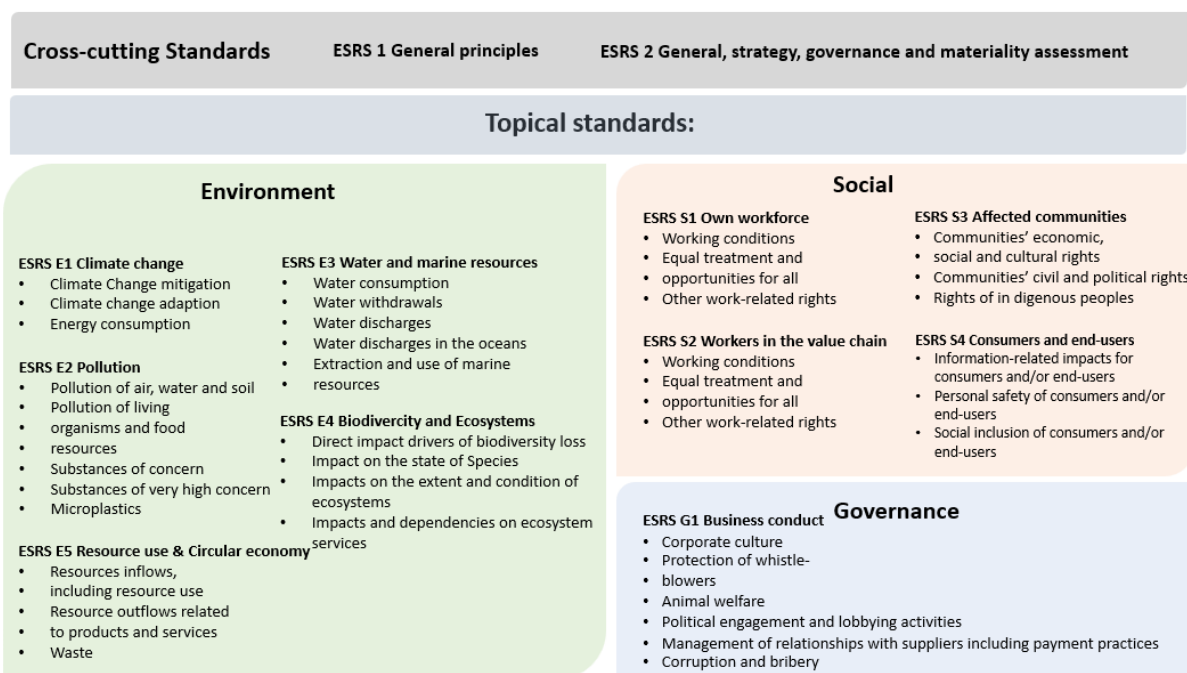 Cross-cutting Standards
ESRS 1 General principles
ESRS 2 General, strategy, governance and materiality assessment
Topical standards:
Environment
ESRS E1 Climate change
• Climate Change mitigation
• Climate change adaption
• Energy consumption
ESRS E2 Pollution
• Pollution of air, water and soil
• Pollution of living
• organisms and food
• resources
• Substances of concern
• Substances of very high concern
• Microplastics
ESRS E5 Resource use & Circular economy
• Resources inflows,
• including resource use
• Resource outflows related
• to products and services
• Waste
ESRS E3 Water and marine resources
• Water consumption
• Water withdrawals
• Water discharges
• Water discharges in the oceans
• Extraction and use of marine
• resources
ESRS E4 Biodivercity and Ecosystems
• Direct impact drivers of biodiversity loss
• Impact on the state of Species
• Impacts on the extent and condition of
ecosystems
• Impacts and dependencies on ecosystem
services
Social
ESRS S1 Own workforce
• Working conditions
• Equal treatment and
• opportunities for all
• Other work-related rights
ESRS S2 Workers in the value chain
• Working conditions
• Equal treatment and
• opportunities for all
• Other work-related rights
ESRS S3 Affected communities
• Communities’ economic,
• social and cultural rights
• Communities’ civil and political rights
• Rights of in digenous peoples
ESRS S4 Consumers and end-users
• Information-related impacts for
consumers and/or end-users
• Personal safety of consumers and/or
end-users
• Social inclusion of consumers and/or
end-users
Governance
ESRS G1 Business conduct
• Corporate culture
• Protection of whistle-
• blowers
• Animal welfare
• Political engagement and lobbying activities
• Management of relationships with suppliers including payment practices
• Corruption and bribery